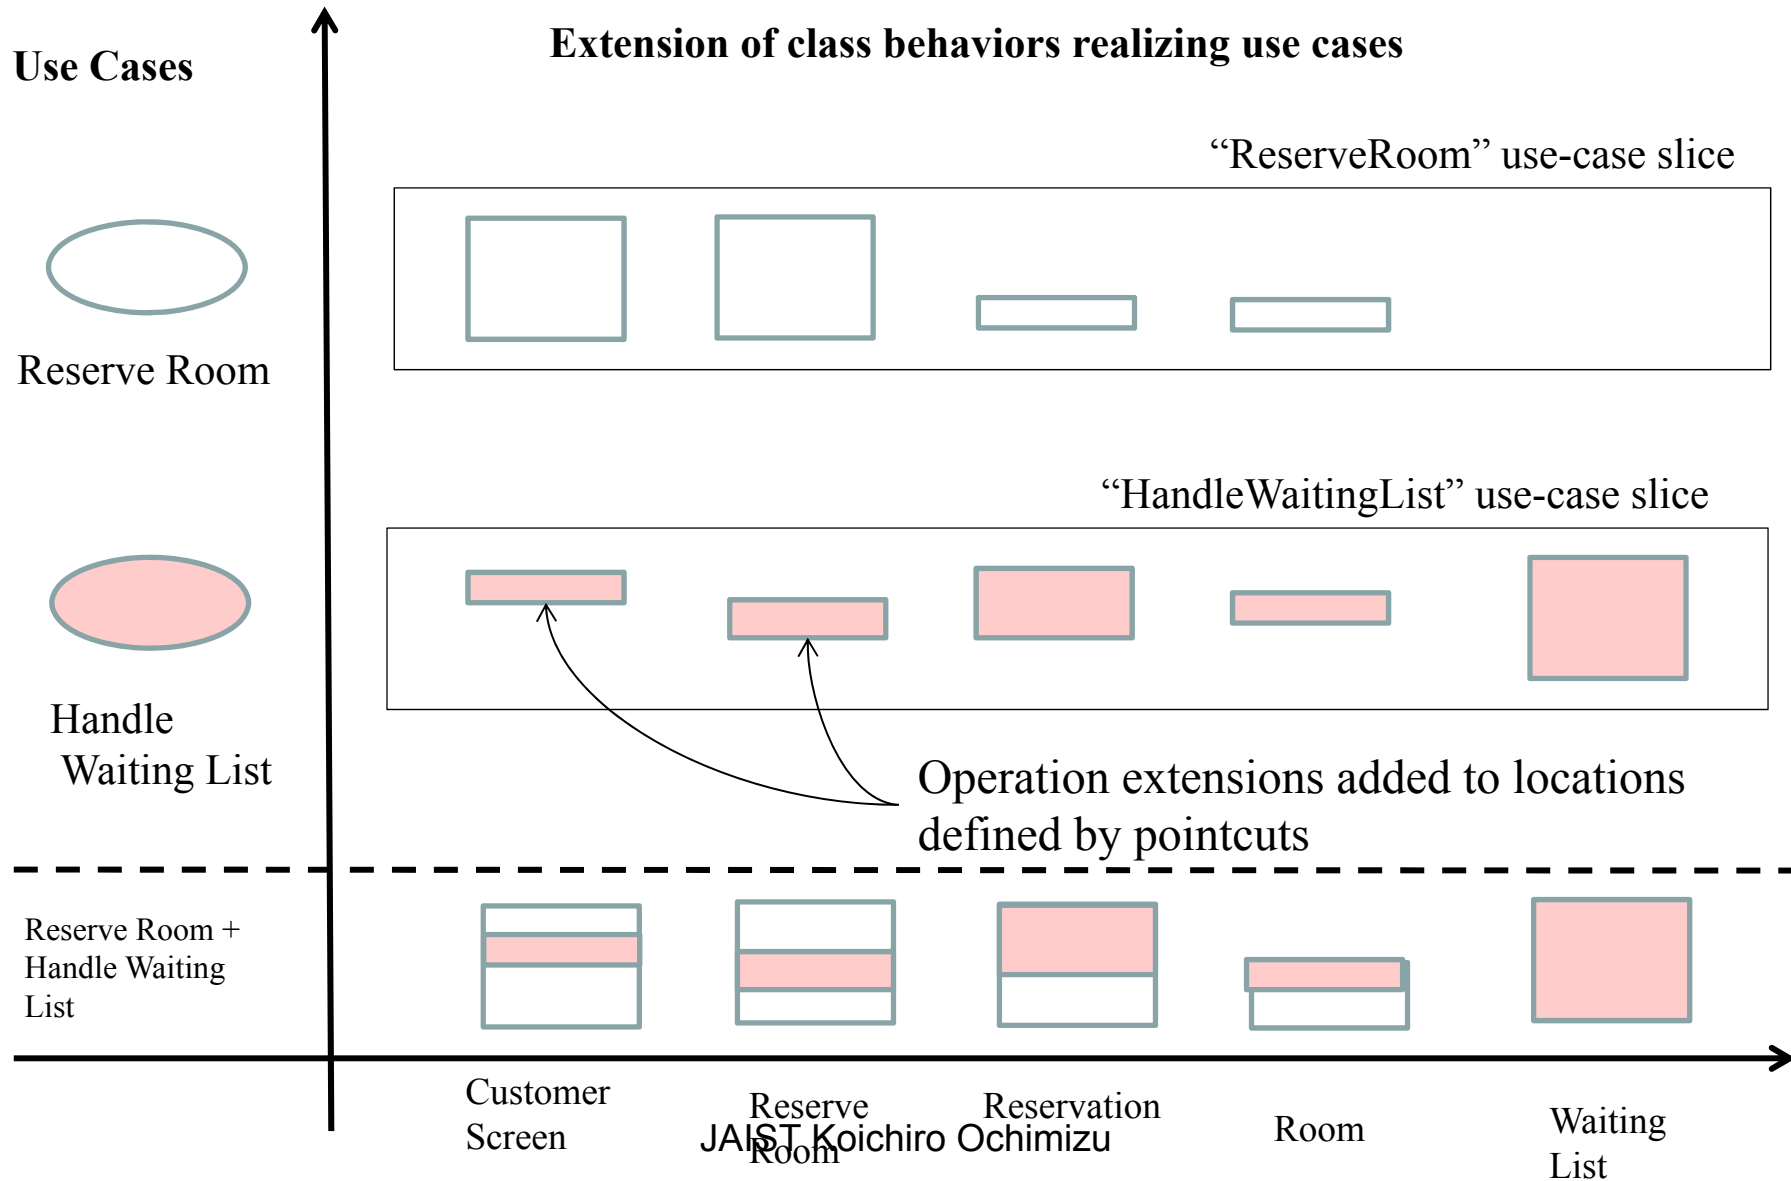 Extension of class behaviors realizing use cases
Use Cases
“ReserveRoom” use-case slice
Reserve Room
“HandleWaitingList” use-case slice
Handle
Waiting List
Operation extensions added to locations
defined by pointcuts
Reserve Room +
Handle Waiting
List
Customer
Screen
Reserve
Room
Reservation
Room
Waiting
List
JAIST Koichiro Ochimizu